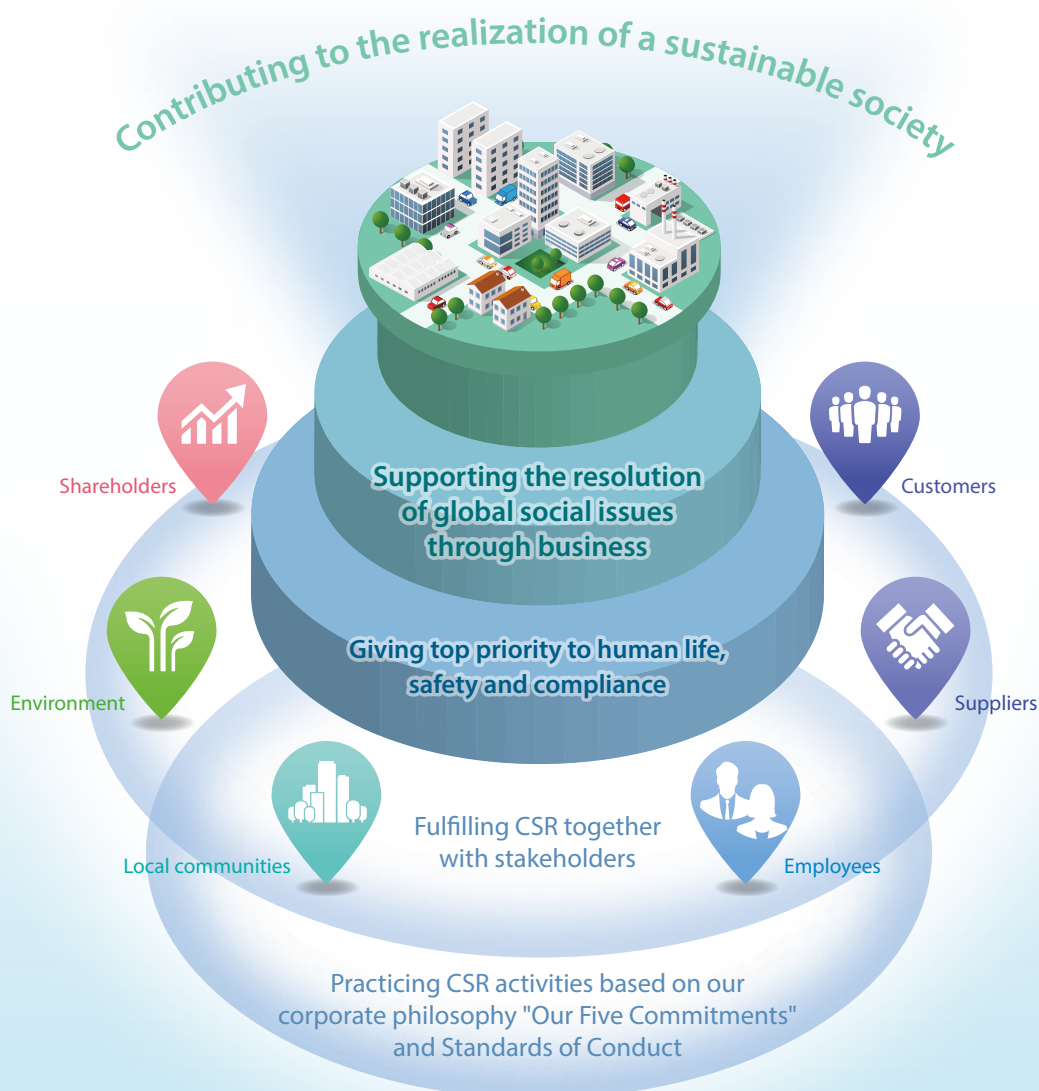 Contributing to the realization of a sustainable society
Shareholders
Customers
Supporting the resolution
of global social issues
through business
Giving top priority to human life,
safety and compliance
Environment
Suppliers
Fulfilling CSR together
with stakeholders
Local communities
Employees
Practicing CSR activities based on our
corporate philosophy "Our Five Commitments"
and Standards of Conduct